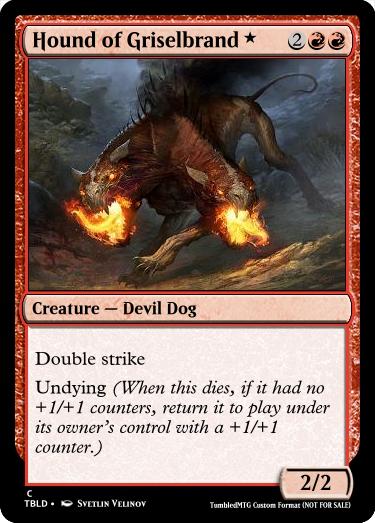 Hound of Griselbrand ★ 2
Creature — Devil Dog
Double strike
Undying (When this dies, if it had no
+1/+1 counters, return it to play under
its owner's control with a +1/+1
counter.)
2/2
C
TBLD • Svetlin Velinov
TumbledMTG Custom Format (NOT FOR SALE)